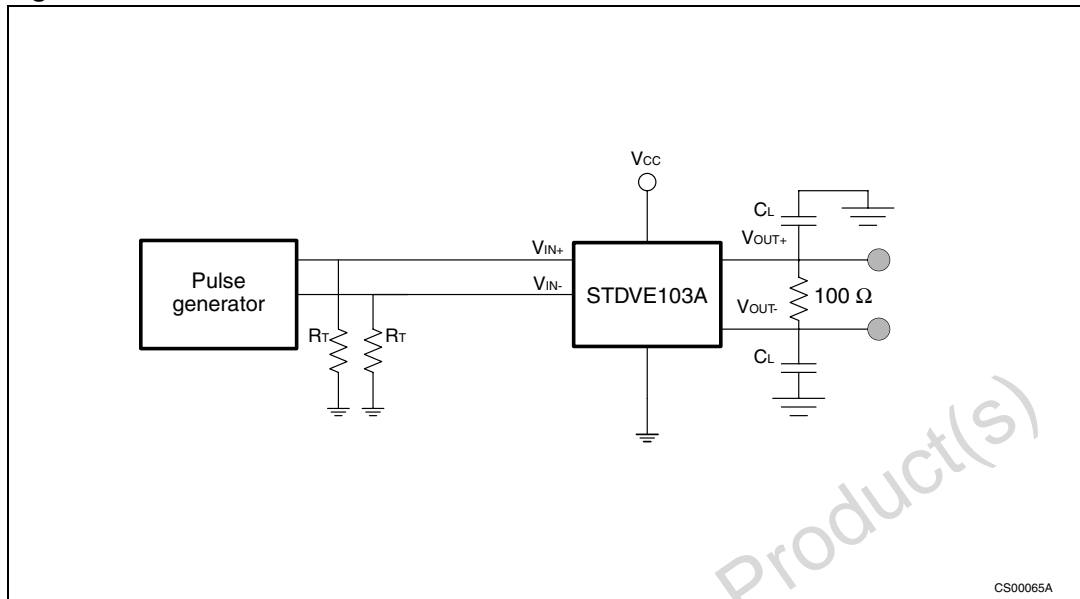 VCC
CL
VOUT+
VIN+
Pulse
generator
VIN-
STDVE103A
100 Ω
VOUT-
RT
RT
CL
Product(s)
CS00065A